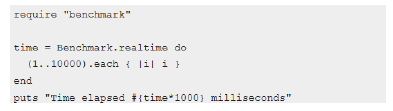 require "benchmark"
time = Benchmark.realtime do
  (1..10000).each { |i| i }
end
puts "Time elapsed #{time*1000} milliseconds"